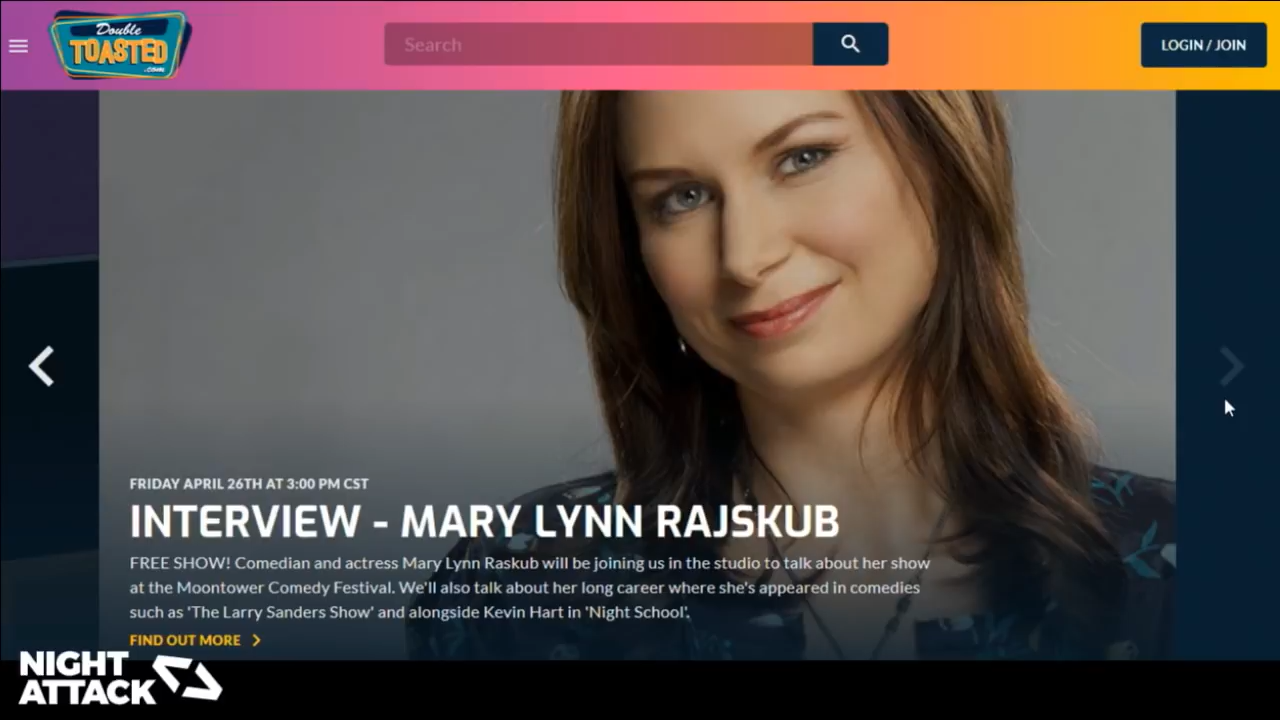 Double
TOASTED
.com
Search
LOGIN / JOIN
FRIDAY APRIL 26TH AT 3:00 PM CST
INTERVIEW - MARY LYNN RAJSKUB
FREE SHOW! Comedian and actress Mary Lynn Raskub will be joining us in the studio to talk about her show
at the Moontower Comedy Festival. We'll also talk about her long career where she's appeared in comedies
such as 'The Larry Sanders Show' and alongside Kevin Hart in 'Night School'.
FIND OUT MORE
NIGHT
ATTACK